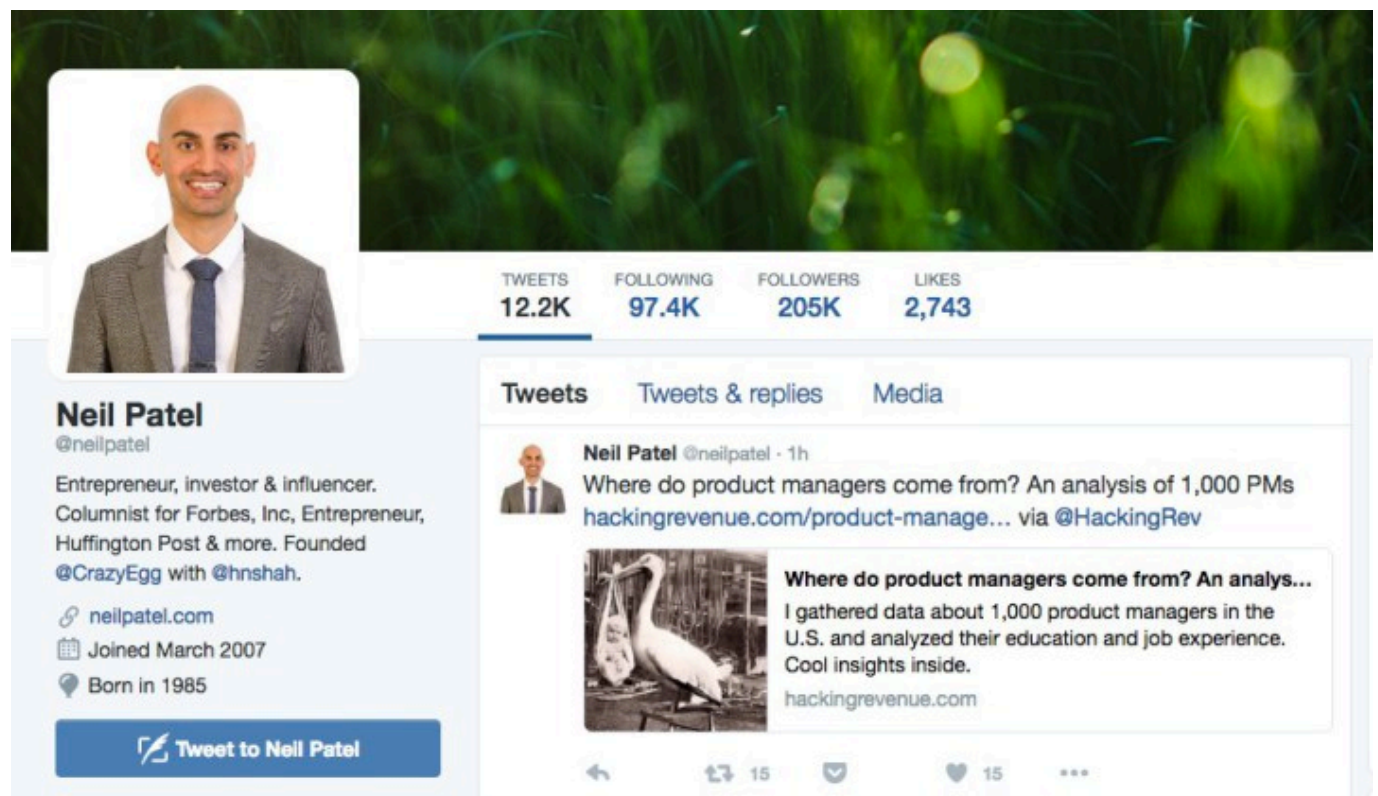 TWEETS FOLLOWING FOLLOWERS LIKES
12.2K 97.4K 205K 2,743
Neil Patel
@neilpatel
Entrepreneur, investor & influencer.
Columnist for Forbes, Inc, Entrepreneur,
Huffington Post & more. Founded
@CrazyEgg with @hnshah.
neilpatel.com
Joined March 2007
Born in 1985
Tweet to Neil Patel
Tweets Tweets & replies Media
Neil Patel @neilpatel · 1h
Where do product managers come from? An analysis of 1,000 PMs
hackingrevenue.com/product-manage... via @HackingRev
Where do product managers come from? An analys...
I gathered data about 1,000 product managers in the
U.S. and analyzed their education and job experience.
Cool insights inside.
hackingrevenue.com
15 15